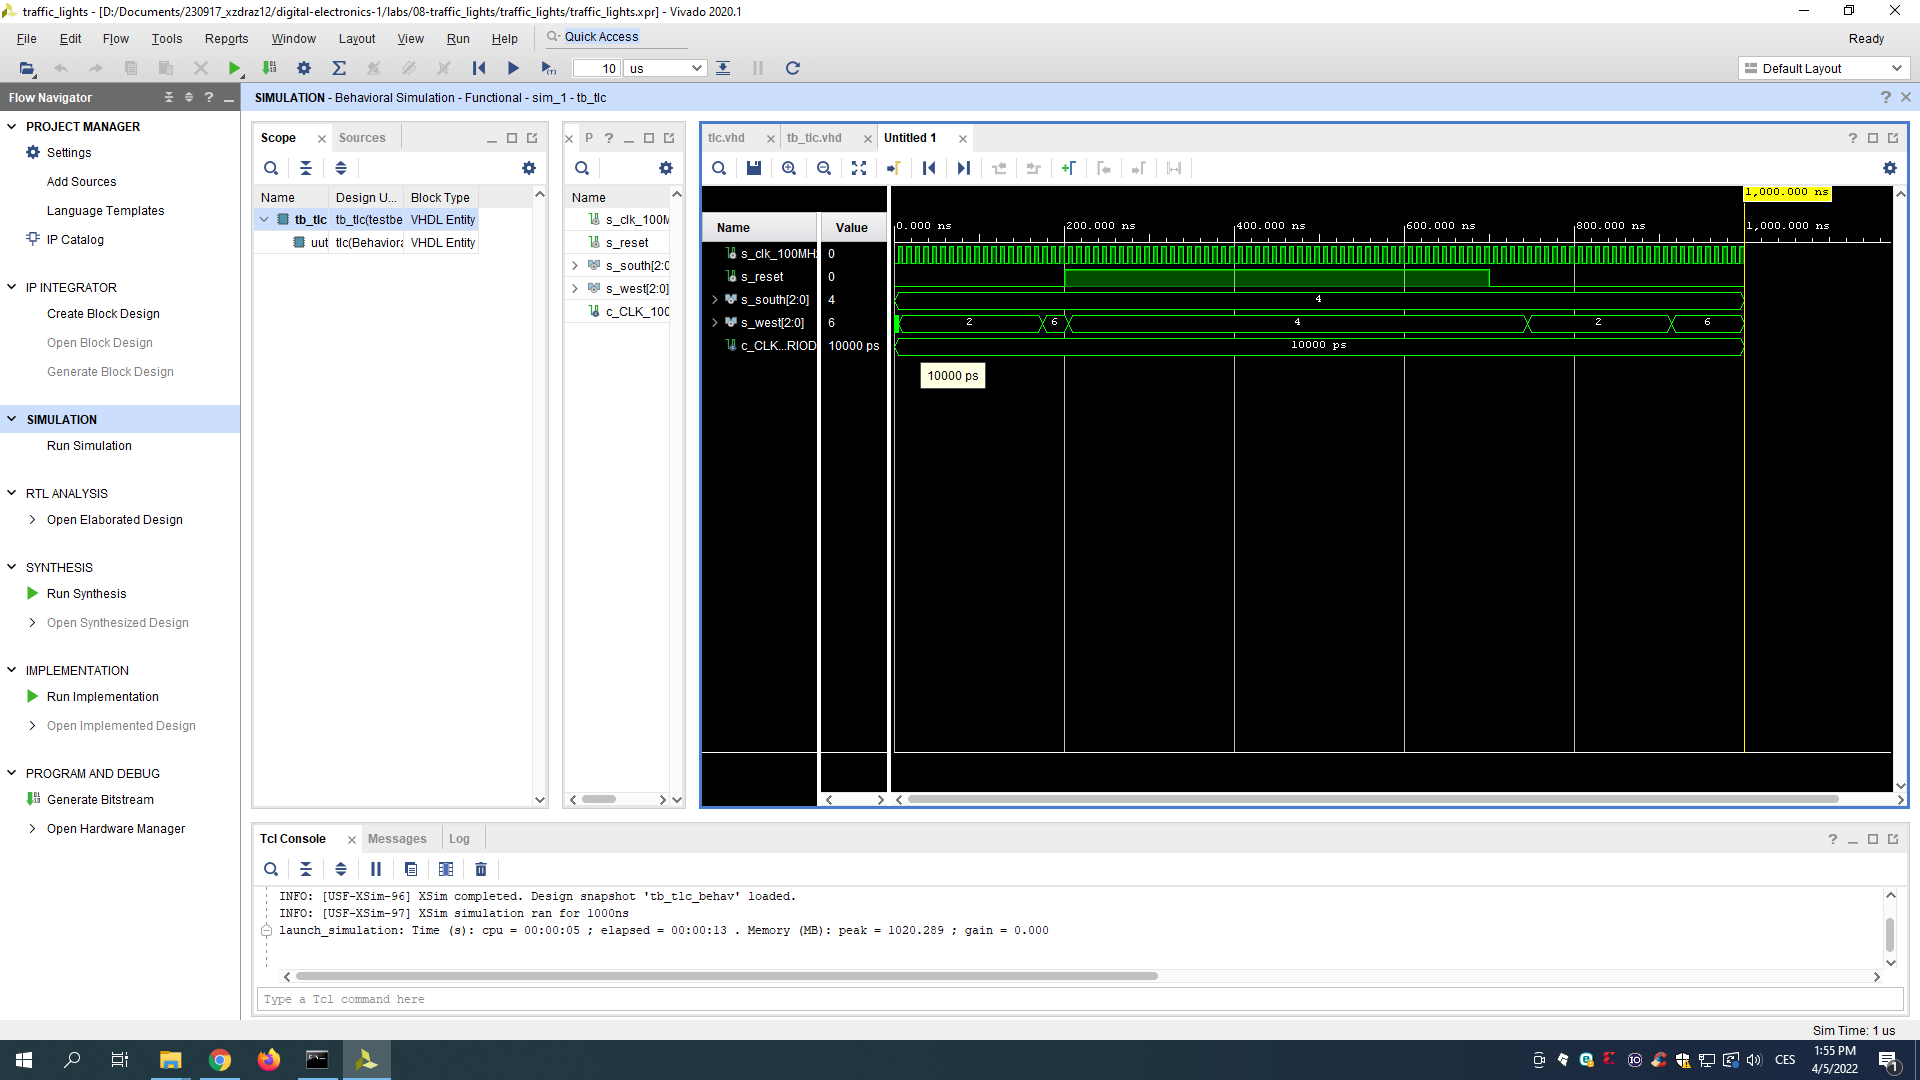 traffic_lights - [D:/Documents/230917_xzdraz12/digital-electronics-1/labs/08-traffic_lights/traffic_lights/traffic_lights.xpr] - Vivado 2020.1
File Edit Flow Tools Reports Window Layout View Run Help Quick Access Ready
10 us Default Layout
Flow Navigator
PROJECT MANAGER
Settings
Add Sources
Language Templates
IP Catalog
IP INTEGRATOR
Create Block Design
Open Block Design
Generate Block Design
SIMULATION
Run Simulation
RTL ANALYSIS
Open Elaborated Design
SYNTHESIS
Run Synthesis
Open Synthesized Design
IMPLEMENTATION
Run Implementation
Open Implemented Design
PROGRAM AND DEBUG
Generate Bitstream
Open Hardware Manager
SIMULATION - Behavioral Simulation - Functional - sim_1 - tb_tlc
Scope Sources
Name Design U... Block Type
tb_tlc tb_tlc(testbe VHDL Entity
uut tlc(Behaviora VHDL Entity
P
Name
s_clk_100M
s_reset
s_south[2:0
s_west[2:0]
c_CLK_100
tlc.vhd tb_tlc.vhd Untitled 1
1,000.000 ns
Name Value
0.000 ns 200.000 ns 400.000 ns 600.000 ns 800.000 ns 1,000.000 ns
s_clk_100MHz 0
s_reset 0
s_south[2:0] 4 4
s_west[2:0] 6 2 6 4 2 6
c_CLK...RIOD 10000 ps 10000 ps
10000 ps
Tcl Console Messages Log
INFO: [USF-XSim-96] XSim completed. Design snapshot 'tb_tlc_behav' loaded.
INFO: [USF-XSim-97] XSim simulation ran for 1000ns
launch_simulation: Time (s): cpu = 00:00:05 ; elapsed = 00:00:13 . Memory (MB): peak = 1020.289 ; gain = 0.000
Type a Tcl command here
Sim Time: 1 us
CES
1:55 PM
4/5/2022
1